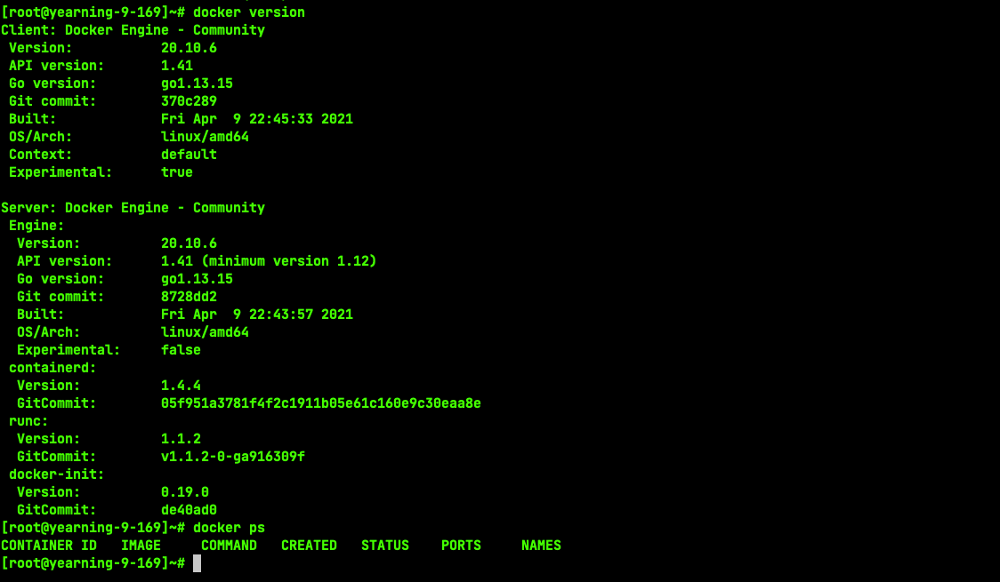 [root@yearning-9-169]~# docker version
Client: Docker Engine - Community
 Version:           20.10.6
 API version:       1.41
 Go version:        go1.13.15
 Git commit:        370c289
 Built:             Fri Apr  9 22:45:33 2021
 OS/Arch:           linux/amd64
 Context:           default
 Experimental:      true

Server: Docker Engine - Community
 Engine:
  Version:          20.10.6
  API version:      1.41 (minimum version 1.12)
  Go version:       go1.13.15
  Git commit:       8728dd2
  Built:            Fri Apr  9 22:43:57 2021
  OS/Arch:          linux/amd64
  Experimental:     false
 containerd:
  Version:          1.4.4
  GitCommit:        05f951a3781f4f2c1911b05e61c160e9c30eaa8e
 runc:
  Version:          1.1.2
  GitCommit:        v1.1.2-0-ga916309f
 docker-init:
  Version:          0.19.0
  GitCommit:        de40ad0
[root@yearning-9-169]~# docker ps
CONTAINER ID   IMAGE     COMMAND   CREATED   STATUS    PORTS     NAMES
[root@yearning-9-169]~#